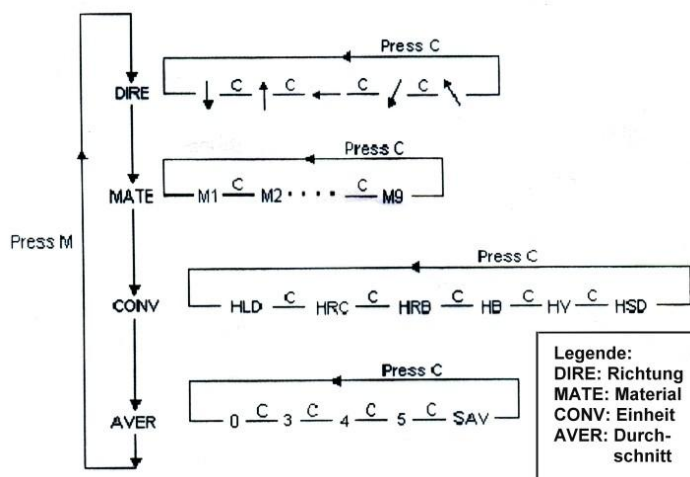 Press C
DIRE C C C C
Press C
MATE M1 C M2 .... C M9
Press M
Press C
CONV HLD C HRC C HRB C HB C HV C HSD
Legende:
DIRE: Richtung
MATE: Material
CONV: Einheit
AVER: Durch-
schnitt
Press C
AVER 0 C 3 C 4 C 5 C SAV